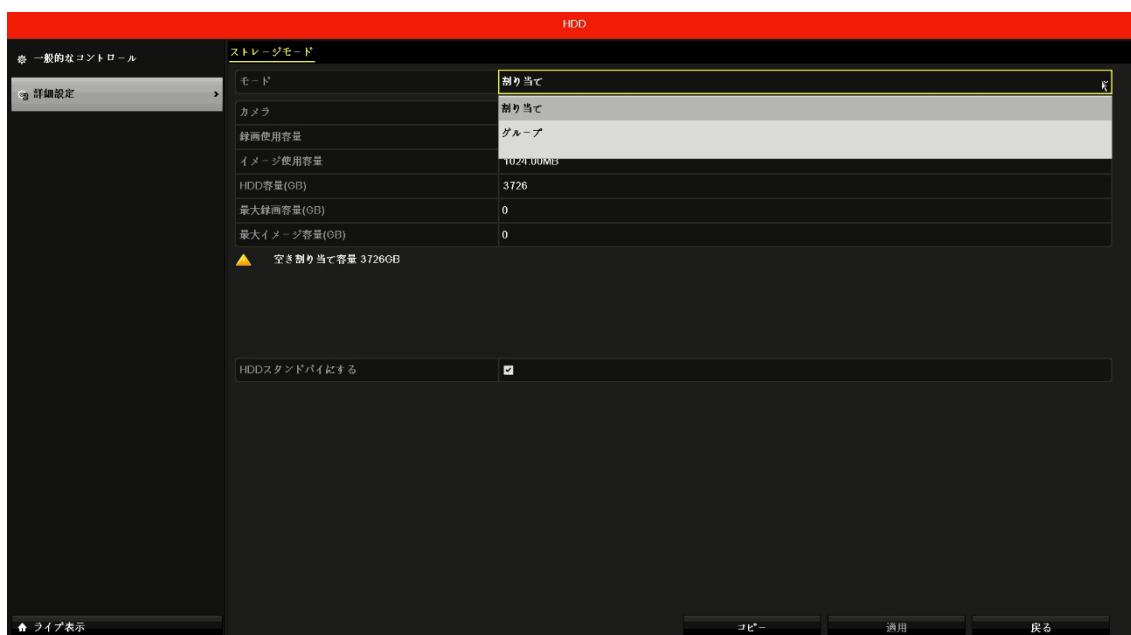 HDD
一般的なコントロール
詳細設定
ストレージモード
モード 割り当て
割り当て
グループ
カメラ
録画使用容量
イメージ使用容量 1024.00MB
HDD容量(GB) 3726
最大録画容量(GB) 0
最大イメージ容量(GB) 0
空き割り当て容量 3726GB
HDDスタンドバイにする
ライブ表示
コピー 適用 戻る